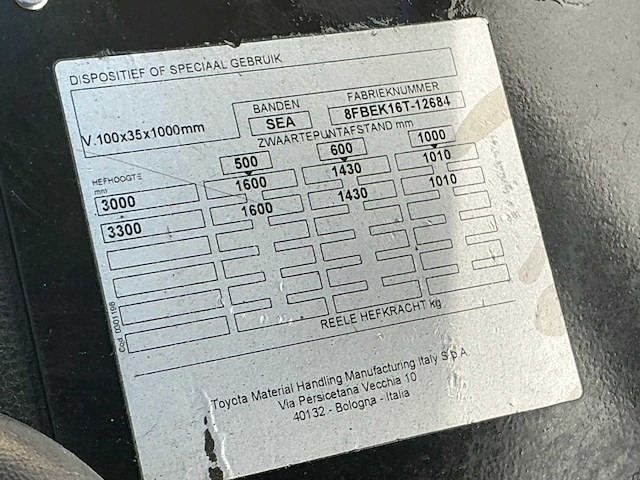 DISPOSITIEF OF SPECIAAL GEBRUIK
V.100x35x1000mm
BANDEN
SEA
FABRIEKNUMMER
8FBEK16T-12684
ZWAARTEPUNTAFSTAND mm
500 600 1000
HEFHOOGTE
mm
3000 1600 1430 1010
3300 1600 1430 1010
REELE HEFKRACHT kg
Cod. 0301196
Toyota Material Handling Manufacturing Italy S.p.A
Via Persicetana Vecchia 10
40132 - Bologna - Italia